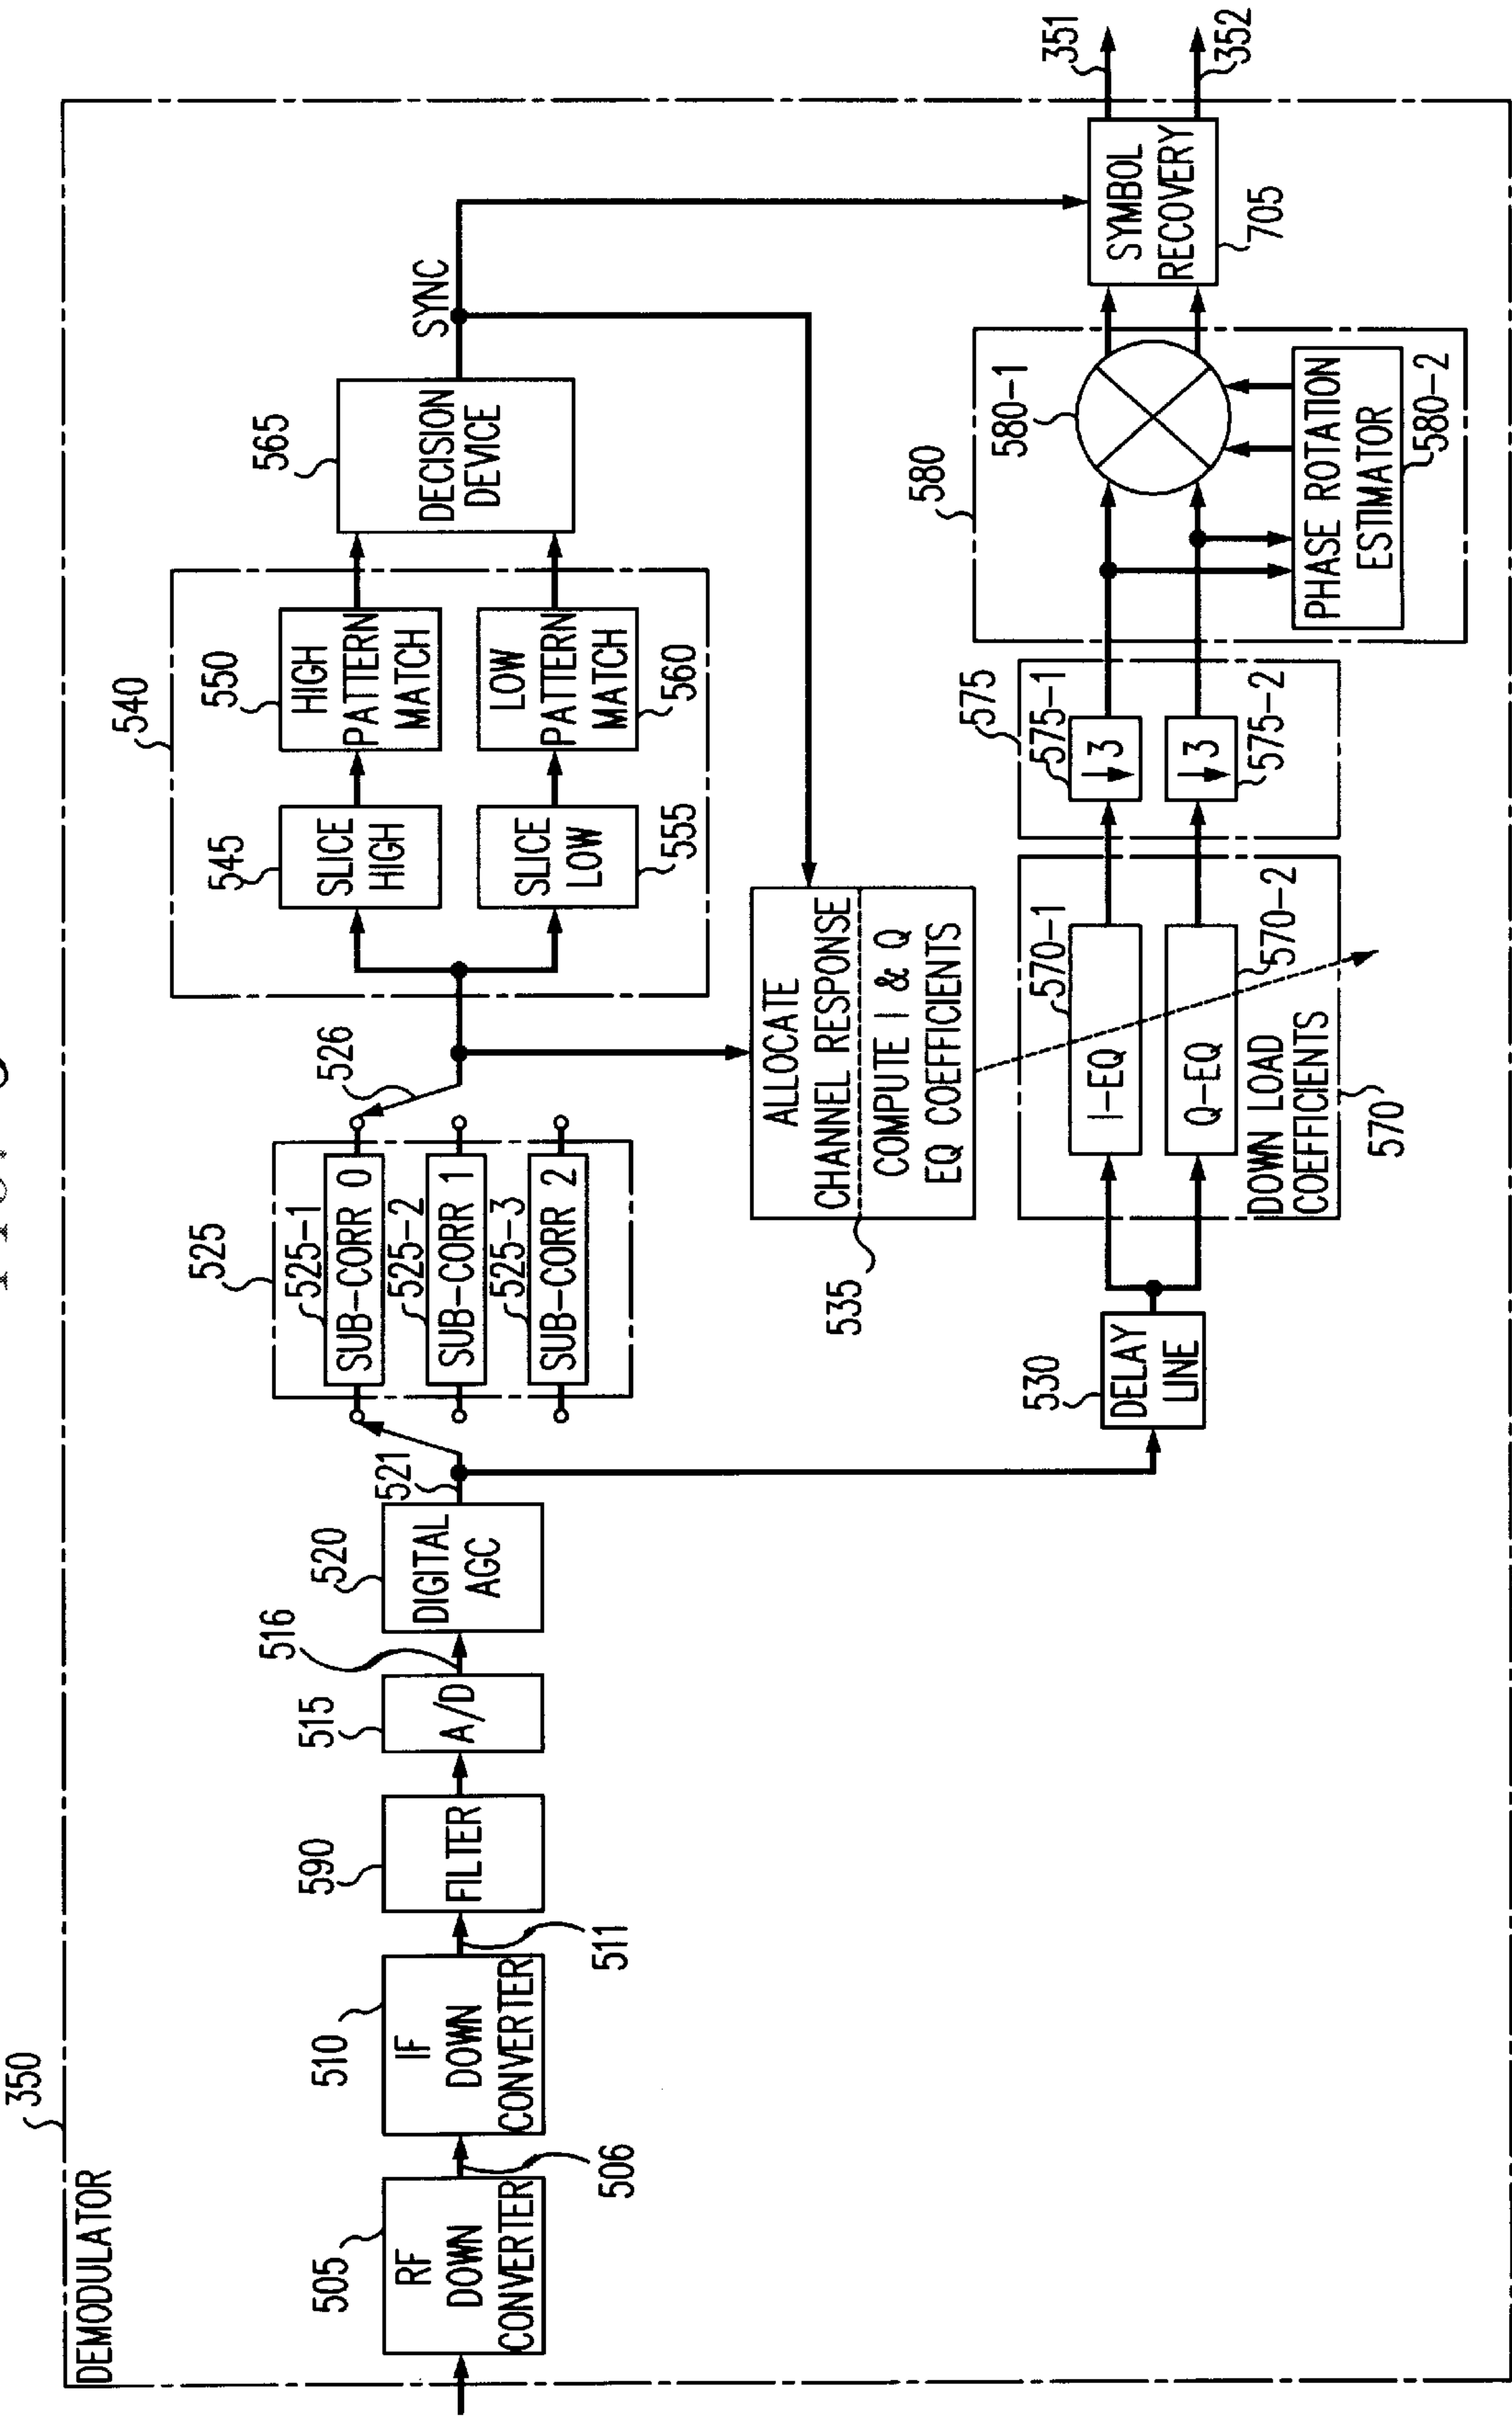 350
DEMODULATOR
505
RF
DOWN
CONVERTER
506
510
IF
DOWN
CONVERTER
511
590
FILTER
515
A/D
516
520
DIGITAL
AGC
521
525
525-1
SUB-CORR 0
525-2
SUB-CORR 1
525-3
SUB-CORR 2
526
540
545
SLICE
HIGH
550
HIGH
PATTERN
MATCH
SLICE
LOW
555
LOW
PATTERN
MATCH
560
565
DECISION
DEVICE
SYNC
ALLOCATE
CHANNEL RESPONSE
COMPUTE I & Q
EQ COEFFICIENTS
535
530
DELAY
LINE
570-1
I-EQ
Q-EQ
570-2
DOWN LOAD
COEFFICIENTS
570
575
575-1
↓3
↓3
575-2
580
580-1
PHASE ROTATION
ESTIMATOR
580-2
SYMBOL
RECOVERY
705
351
352